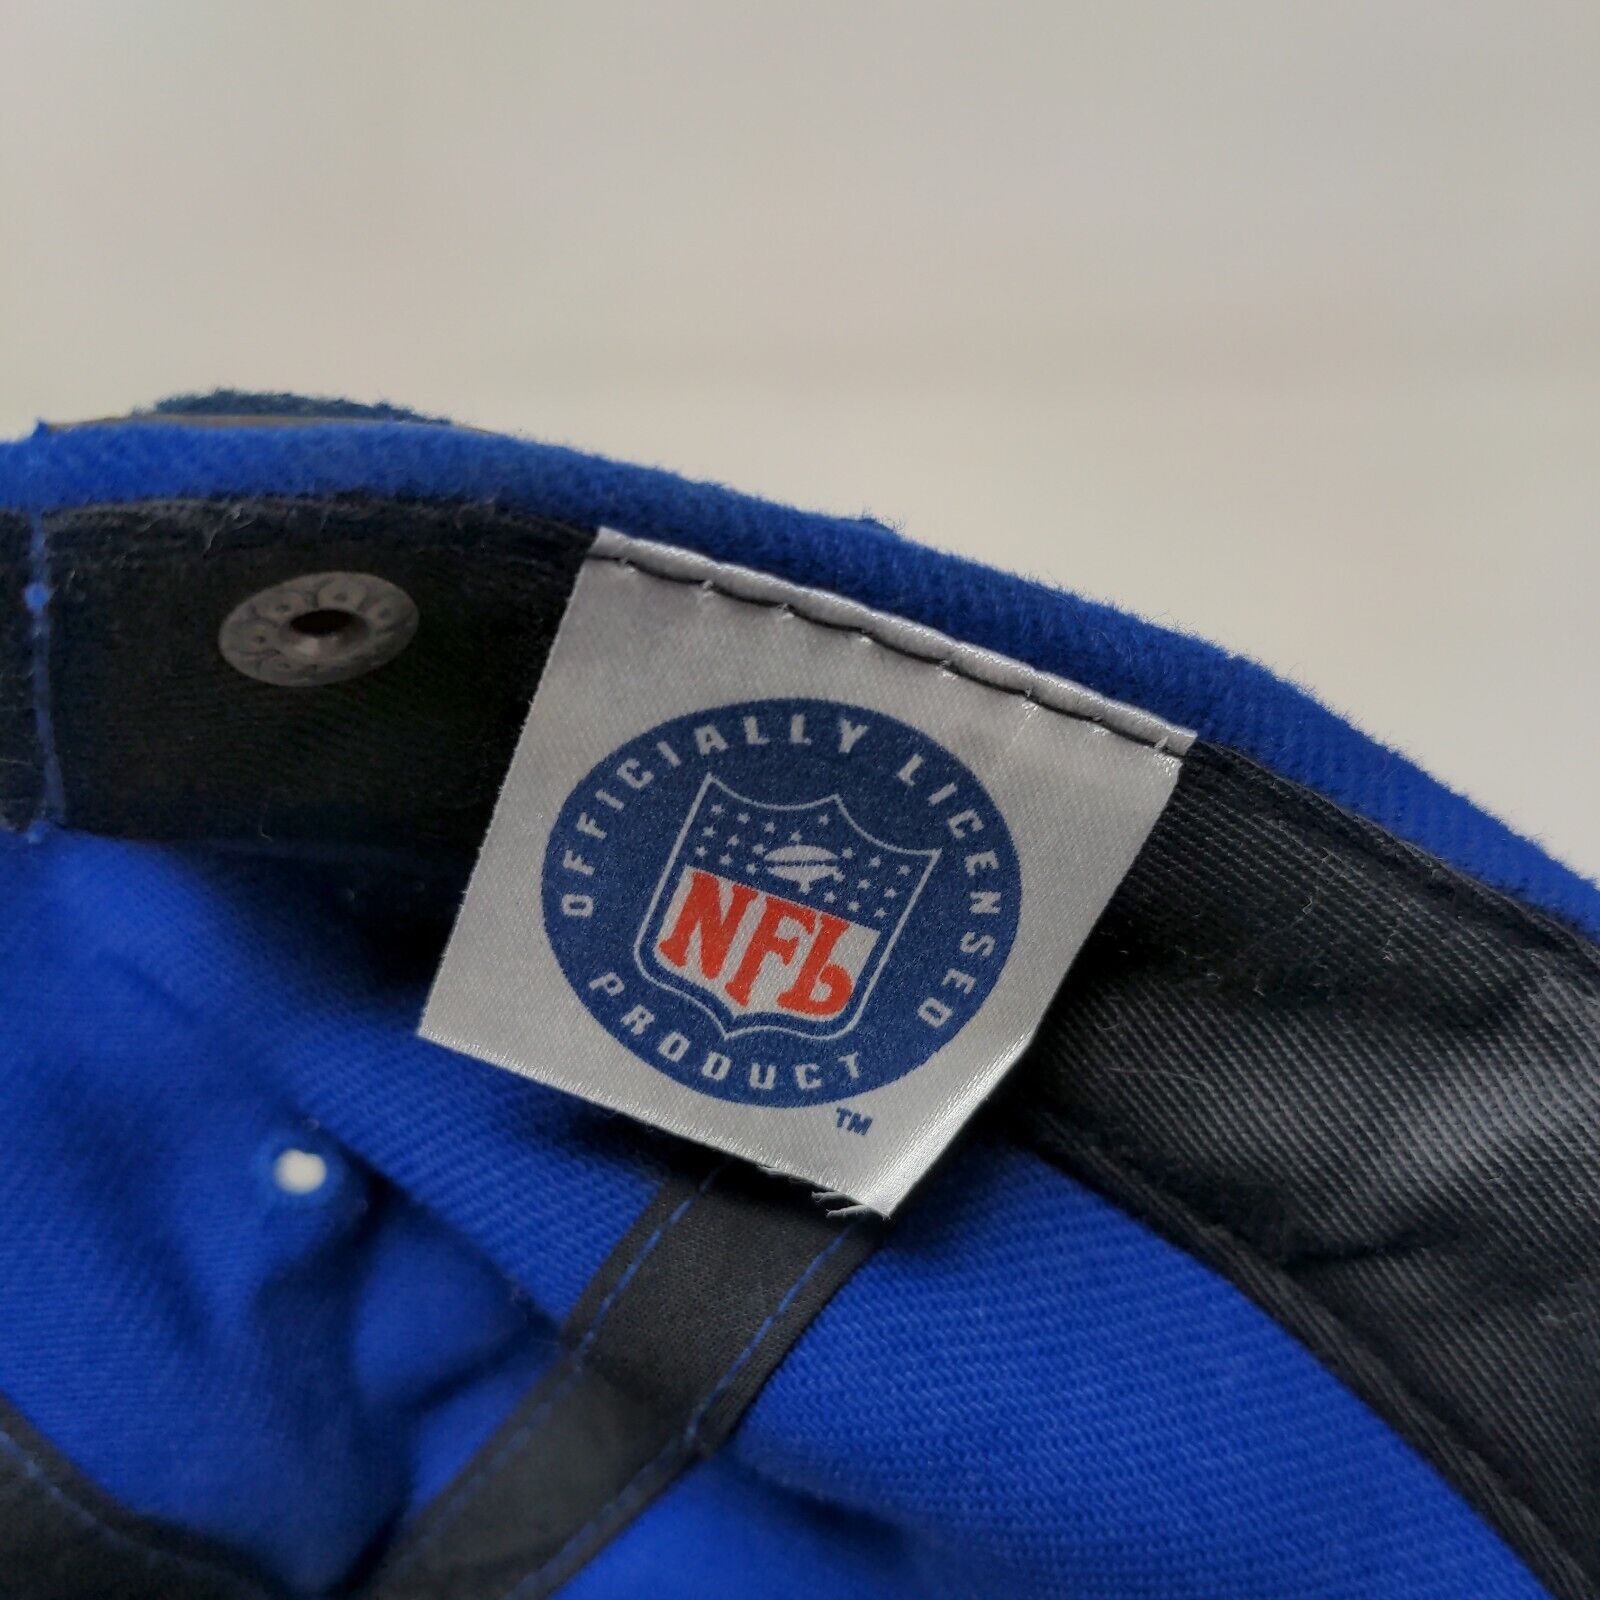 OFFICIALLY LICENSED
NFL
PRODUCT
TM